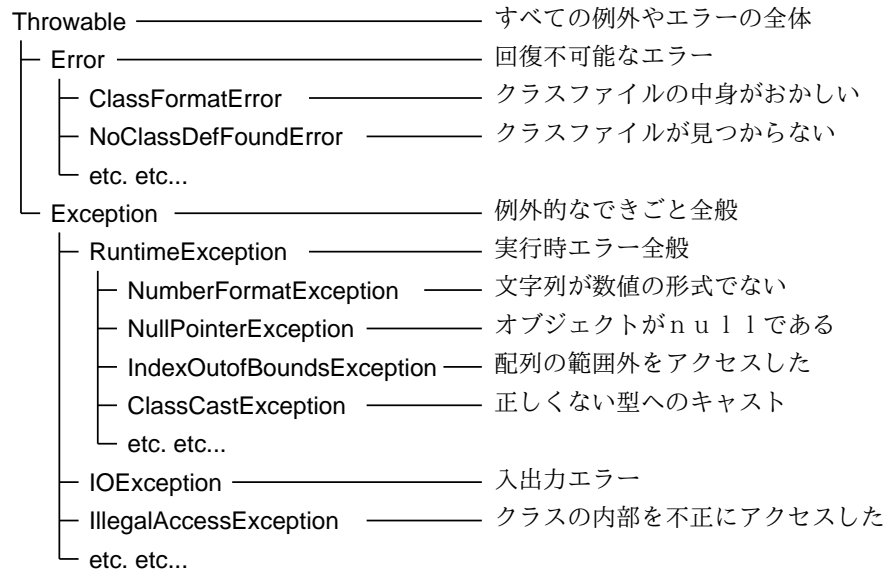 Throwable すべての例外やエラーの全体
Error 回復不可能なエラー
ClassFormatError クラスファイルの中身がおかしい
NoClassDefFoundError クラスファイルが見つからない
etc. etc...
Exception 例外的なできごと全般
RuntimeException 実行時エラー全般
NumberFormatException 文字列が数値の形式でない
NullPointerException オブジェクトがｎｕｌｌである
IndexOutofBoundsException 配列の範囲外をアクセスした
ClassCastException 正しくない型へのキャスト
etc. etc...
IOException 入出力エラー
IllegalAccessException クラスの内部を不正にアクセスした
etc. etc...